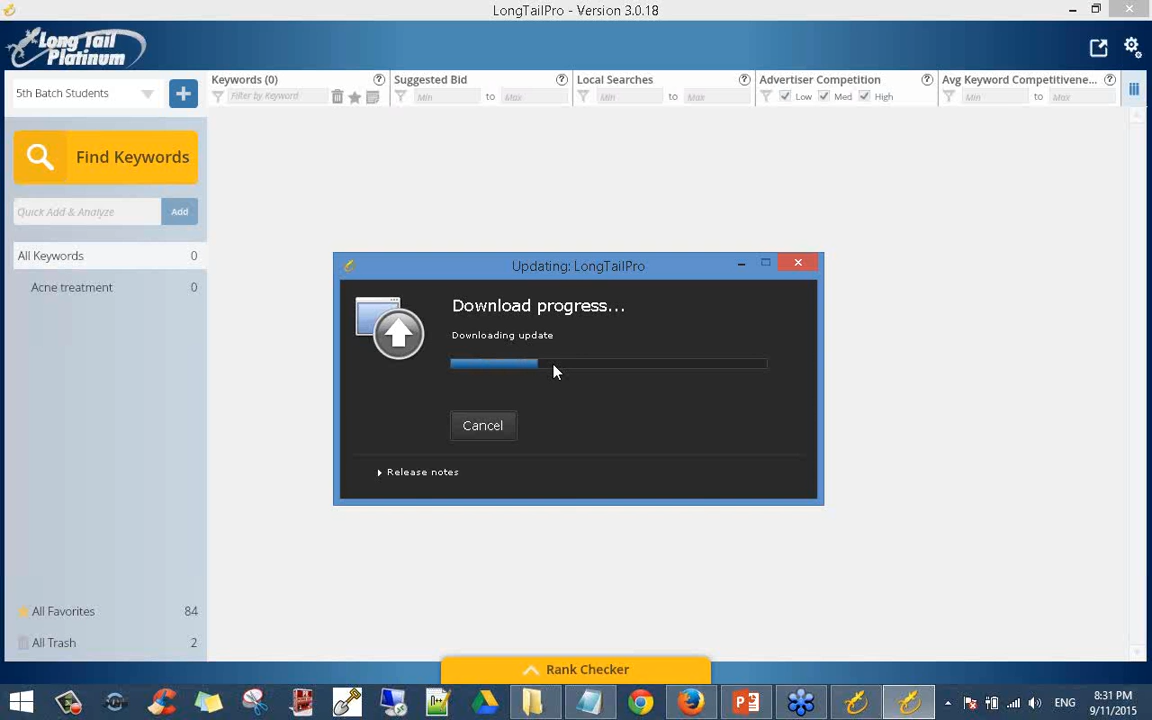 LongTailPro - Version 3.0.18
Long Tail
Platinum
5th Batch Students
Keywords (0)
Suggested Bid
Local Searches
Advertiser Competition
Avg Keyword Competitivene...
Filter by Keyword
Min to Max
Min to Max
Low Med High
Min to Max
Find Keywords
Quick Add & Analyze
Add
All Keywords 0
Acne treatment 0
Updating: LongTailPro
Download progress...
Downloading update
Cancel
Release notes
All Favorites 84
All Trash 2
Rank Checker
ENG
8:31 PM
9/11/2015